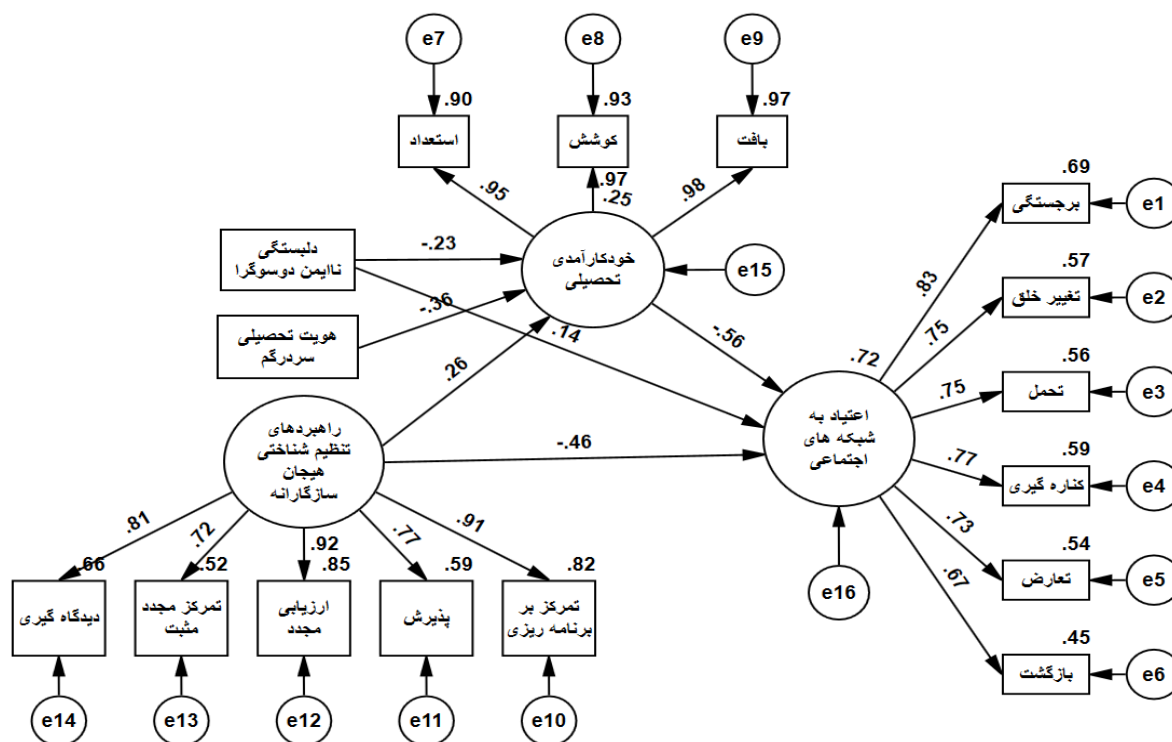 e7
e8
e9
.90
.93
.97
استعداد
کوشش
بافت
.95
.97
.98
.25
.69
برجستگی
e1
دلبستگی
ناایمن دوسوگرا
-.23
خودکارآمدی
تحصیلی
e15
.83
.57
تغییر خلق
e2
هویت تحصیلی
سردرگم
-.36
.14
-.56
.75
.26
.72
.56
تحمل
e3
.75
راهبردهای
تنظیم شناختی
هیجان
سازگارانه
-.46
اعتیاد به
شبکه های
اجتماعی
.77
.59
کناره گیری
e4
.81
.72
.92
.77
.91
.73
.54
تعارض
e5
.66
.52
.85
.59
.82
.67
دیدگاه گیری
تمرکز مجدد
مثبت
ارزیابی
مجدد
پذیرش
تمرکز بر
برنامه ریزی
e16
.45
بازگشت
e6
e14
e13
e12
e11
e10